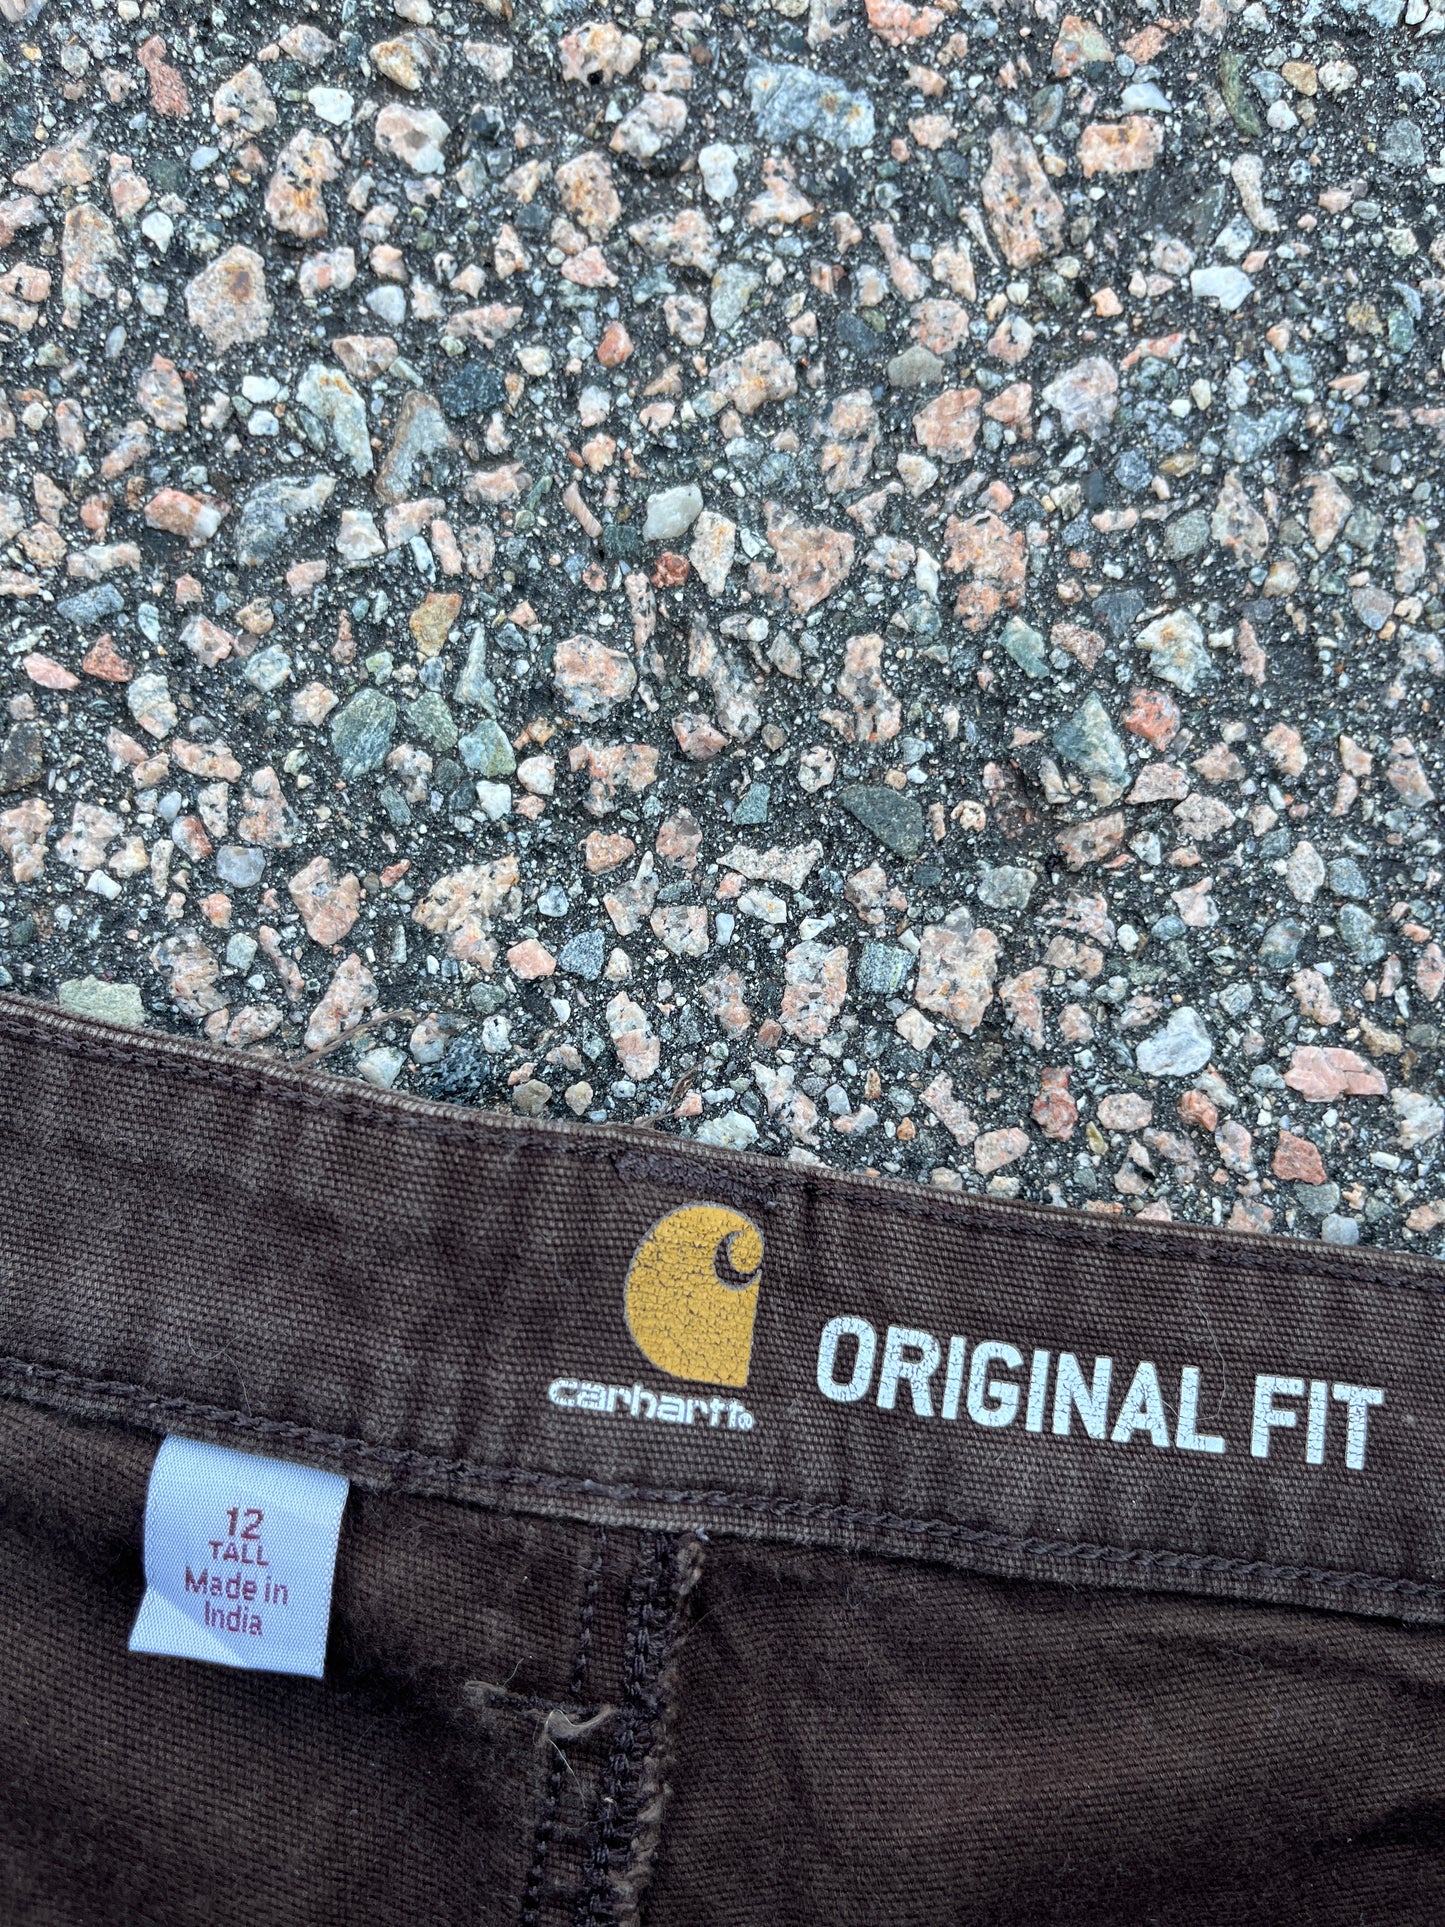 carhartt®
ORIGINAL FIT
12
TALL
Made in
India